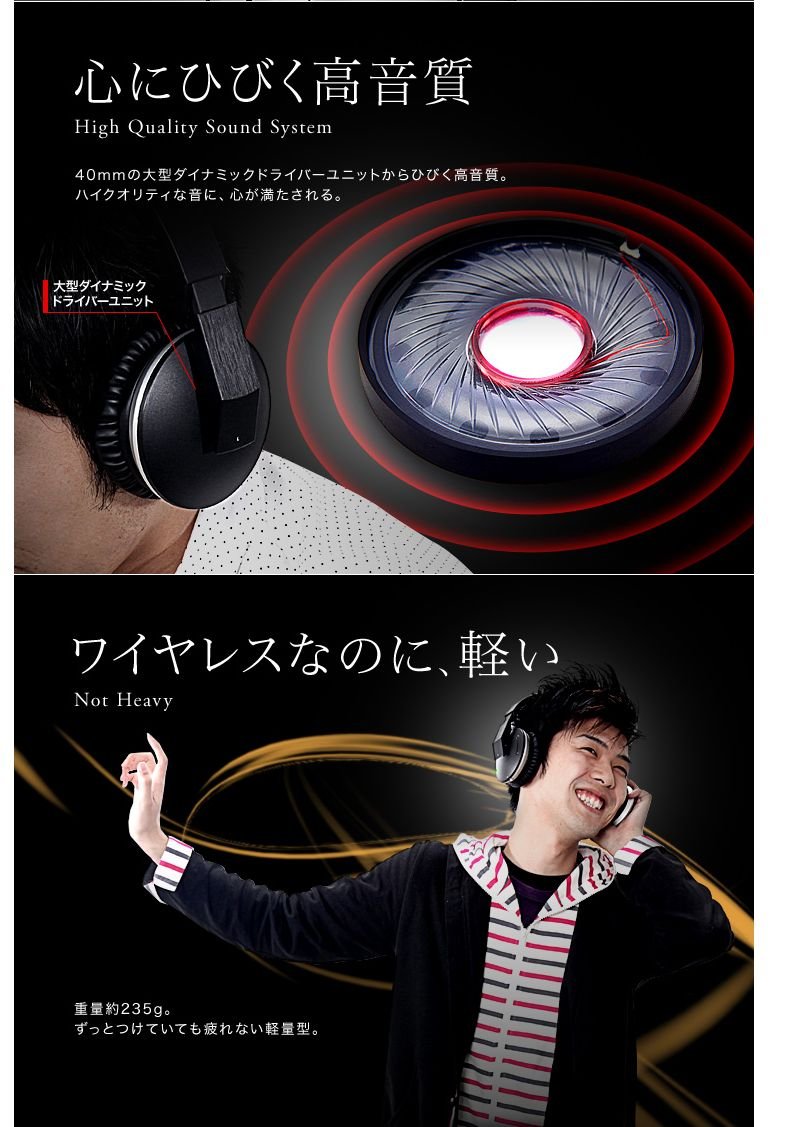 心にひびく高音質
High Quality Sound System
40mmの大型ダイナミックドライバーユニットからひびく高音質。
ハイクオリティな音に、心が満たされる。
大型ダイナミック
ドライバーユニット
ワイヤレスなのに、軽い
Not Heavy
重量約235g。
ずっとつけていても疲れない軽量型。